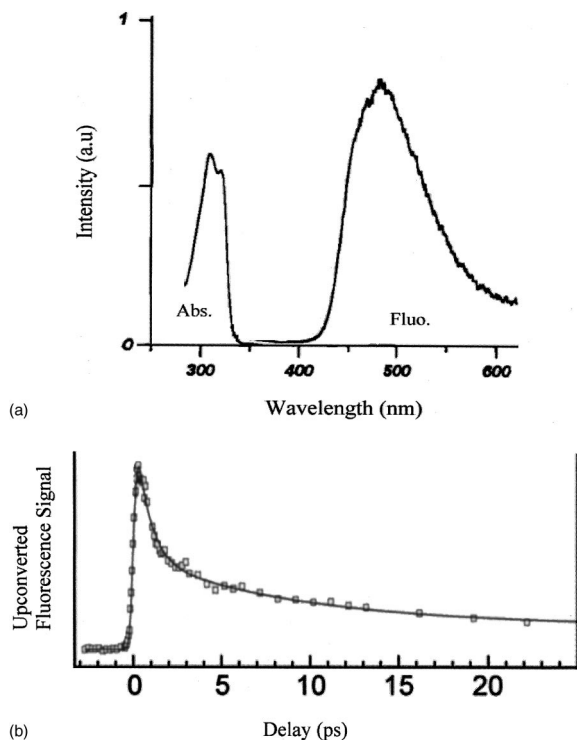 1
Intensity (a.u)
Abs.
Fluo.
0
300 400 500 600
(a)
Wavelength (nm)
Upconverted
Fluorescence Signal
0 5 10 15 20
(b)
Delay (ps)